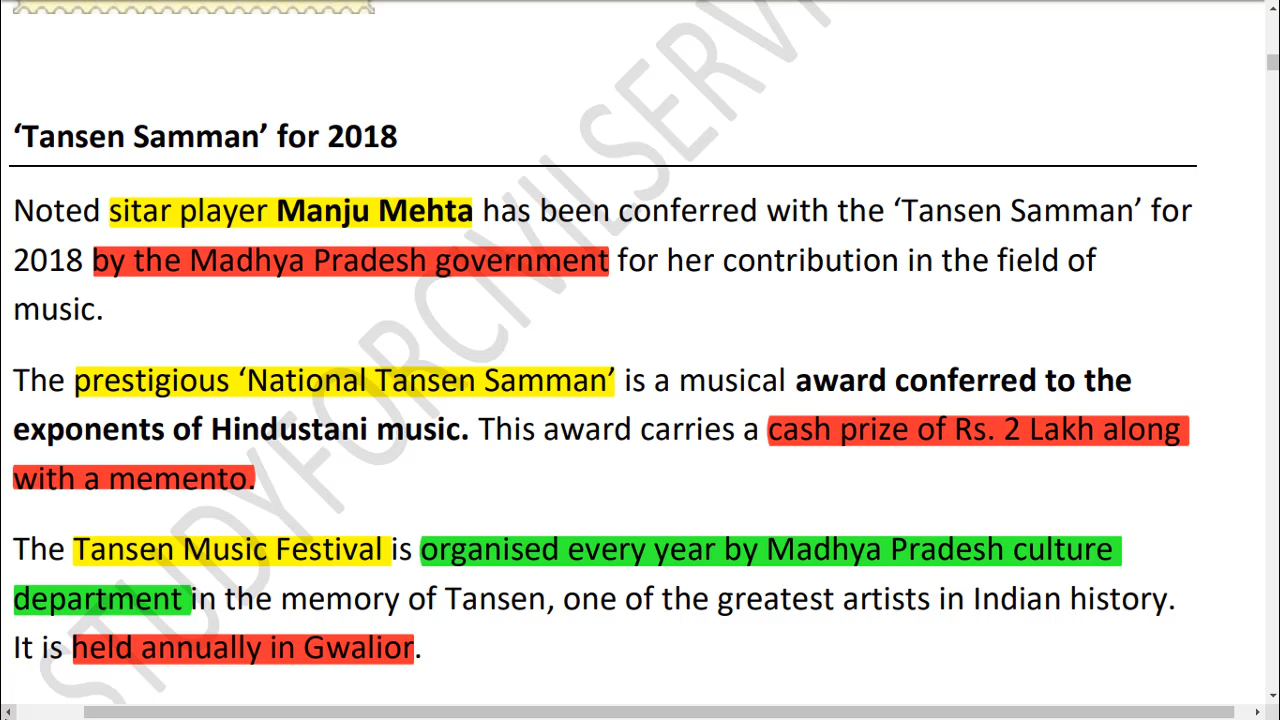 ‘Tansen Samman’ for 2018
Noted sitar player Manju Mehta has been conferred with the ‘Tansen Samman’ for
2018 by the Madhya Pradesh government for her contribution in the field of
music.
The prestigious ‘National Tansen Samman’ is a musical award conferred to the
exponents of Hindustani music. This award carries a cash prize of Rs. 2 Lakh along
with a memento.
The Tansen Music Festival is organised every year by Madhya Pradesh culture
department in the memory of Tansen, one of the greatest artists in Indian history.
It is held annually in Gwalior.
STUDYFORCIVILSERVI